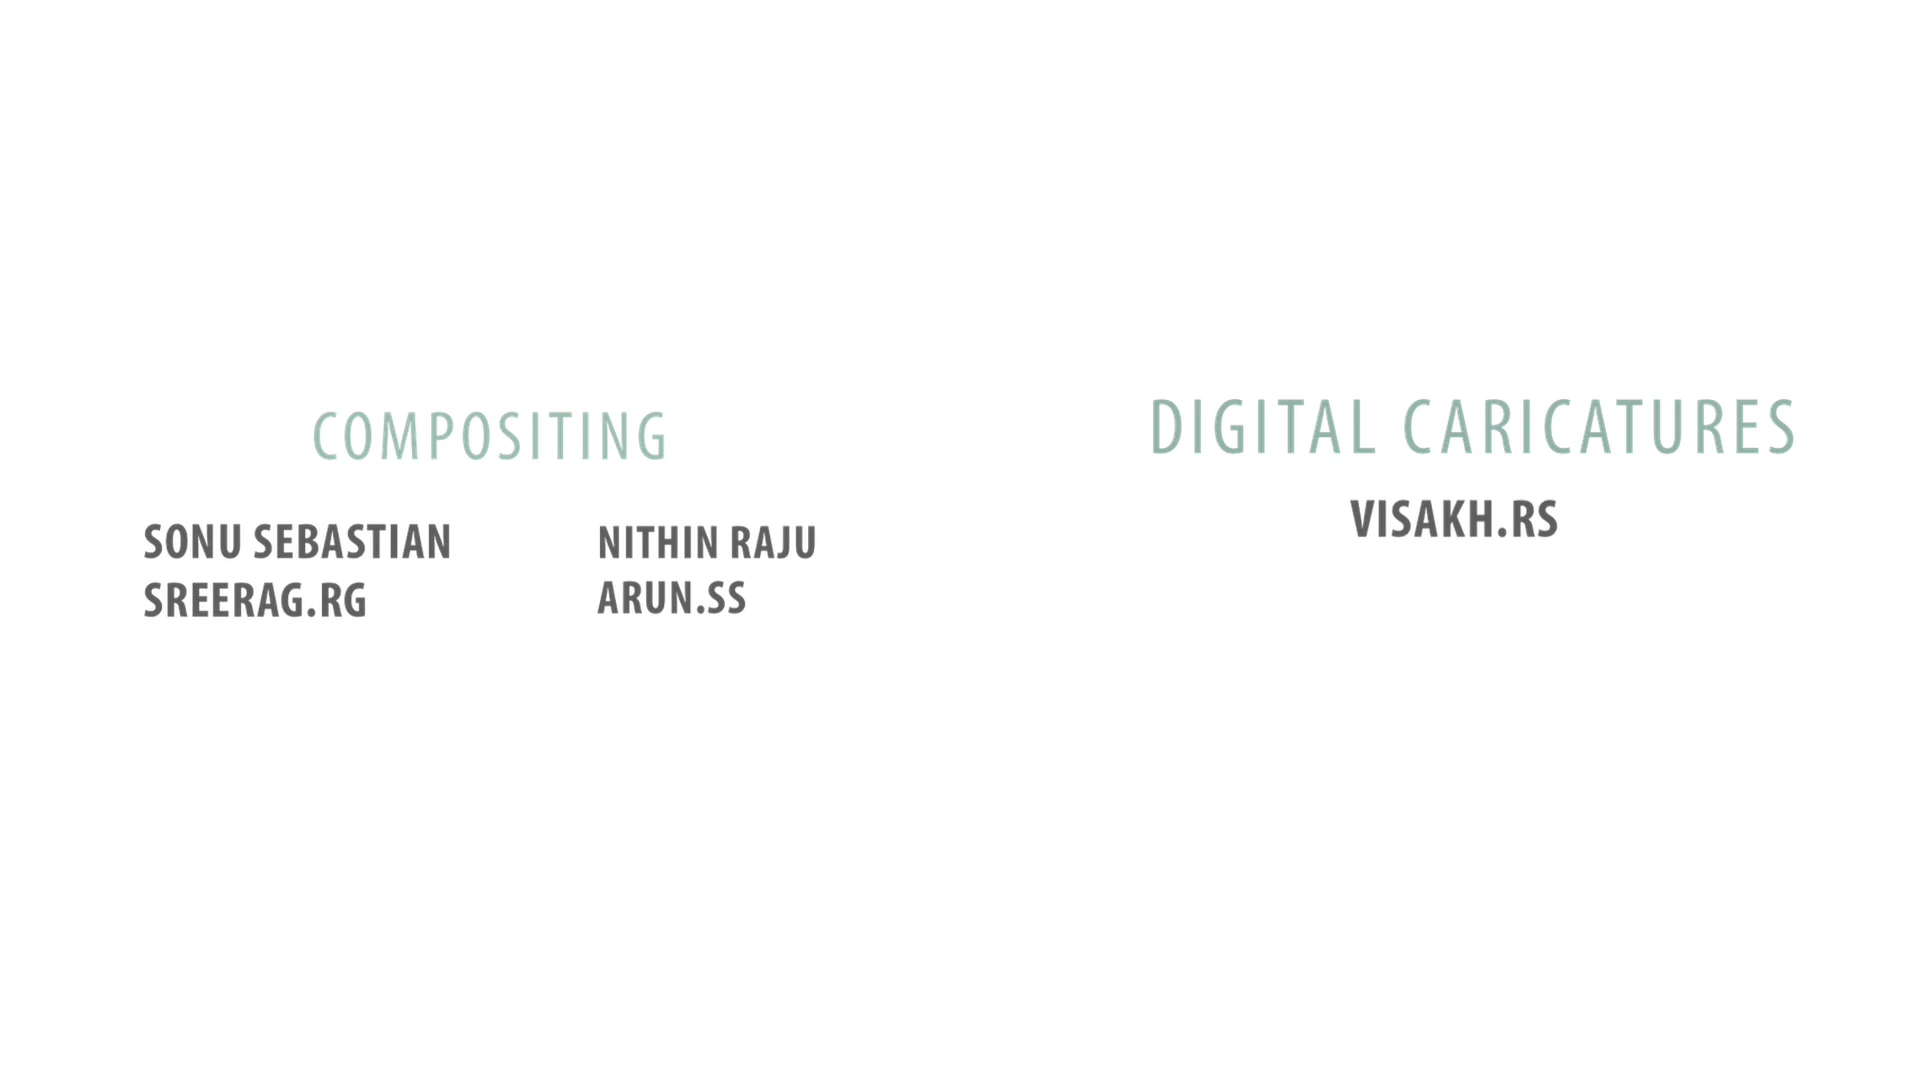 COMPOSITING
SONU SEBASTIAN
SREERAG.RG
NITHIN RAJU
ARUN.SS
DIGITAL CARICATURES
VISAKH.RS